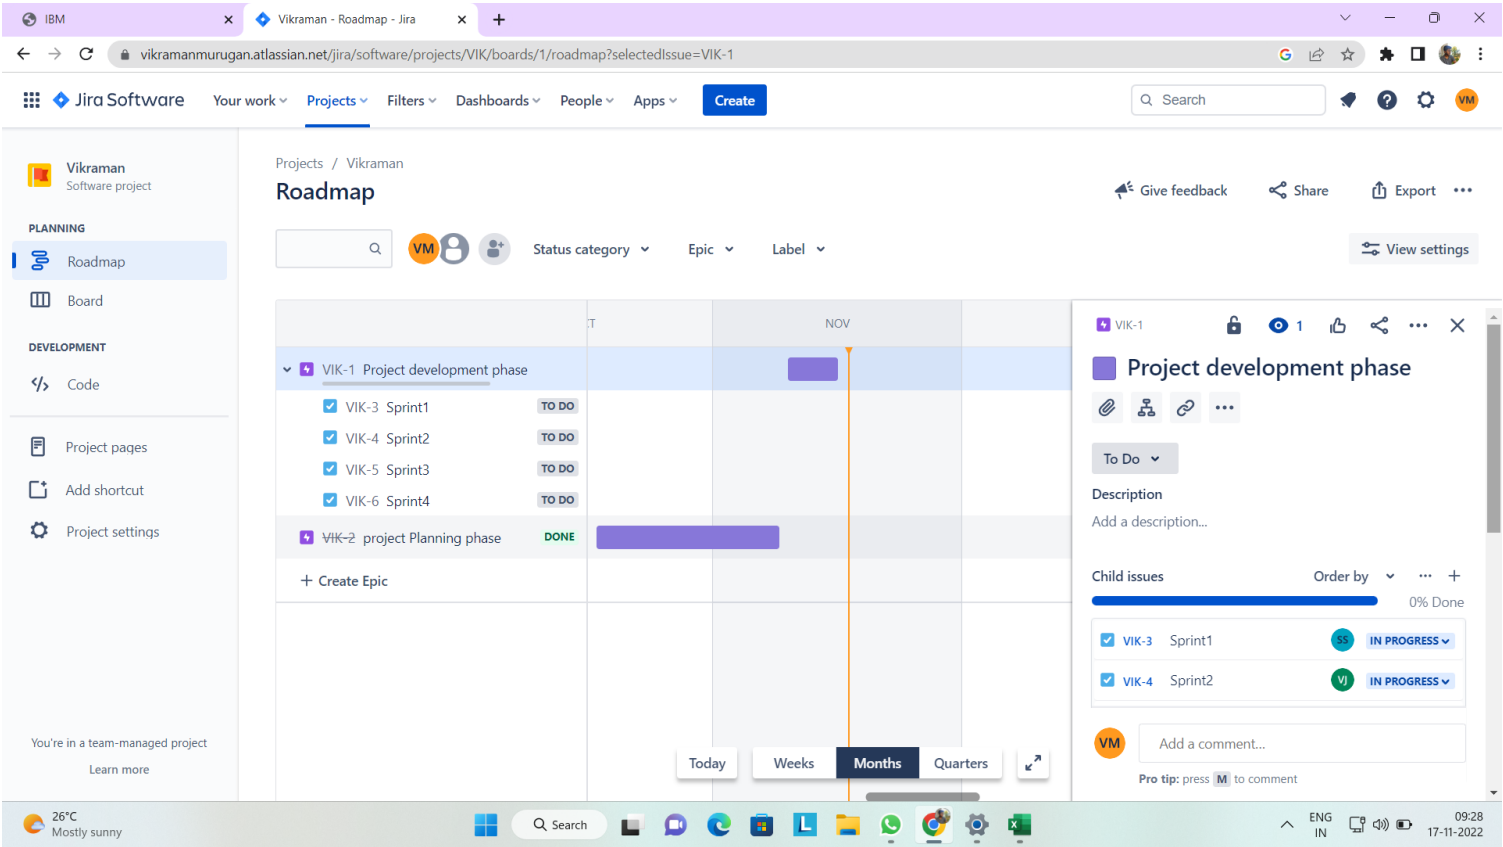 IBM
Vikraman - Roadmap - Jira
vikramanmurugan.atlassian.net/jira/software/projects/VIK/boards/1/roadmap?selectedIssue=VIK-1
Jira Software
Your work
Projects
Filters
Dashboards
People
Apps
Create
Search
VM
Vikraman
Software project
PLANNING
Roadmap
Board
DEVELOPMENT
Code
Project pages
Add shortcut
Project settings
You're in a team-managed project
Learn more
Projects / Vikraman
Roadmap
Give feedback
Share
Export
VM
Status category
Epic
Label
View settings
NOV
VIK-1 Project development phase
VIK-3 Sprint1 TO DO
VIK-4 Sprint2 TO DO
VIK-5 Sprint3 TO DO
VIK-6 Sprint4 TO DO
VIK-2 project Planning phase DONE
+ Create Epic
Today
Weeks
Months
Quarters
VIK-1
1
Project development phase
To Do
Description
Add a description...
Child issues
Order by
0% Done
VIK-3 Sprint1 SS IN PROGRESS
VIK-4 Sprint2 VJ IN PROGRESS
VM
Add a comment...
Pro tip: press M to comment
26°C
Mostly sunny
Search
L
ENG
IN
09:28
17-11-2022